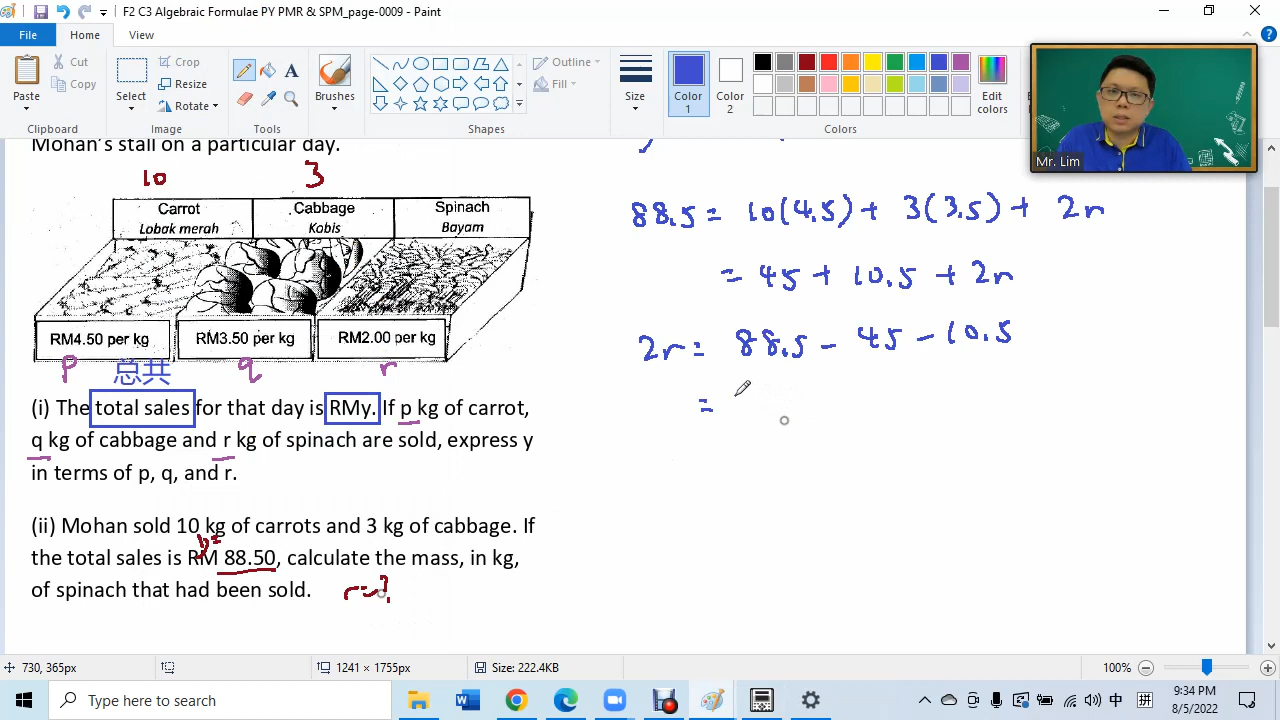 F2 C3 Algebraic Formulae PY PMR & SPM_page-0009 - Paint
File
Home
View
Cut
Copy
Paste
Clipboard
Crop
Resize
Rotate
Select
Image
Tools
Brushes
Outline
Fill
Shapes
Size
Color 1
Color 2
Edit colors
Colors
Mr. Lim
Mohan's stall on a particular day.
10
3
Carrot
Lobak merah
Cabbage
Kobis
Spinach
Bayam
RM4.50 per kg
RM3.50 per kg
RM2.00 per kg
p
总共
q
r
(i) The total sales for that day is RMy. If p kg of carrot,
q kg of cabbage and r kg of spinach are sold, express y
in terms of p, q, and r.
(ii) Mohan sold 10 kg of carrots and 3 kg of cabbage. If
y=
the total sales is RM 88.50, calculate the mass, in kg,
of spinach that had been sold.
r=?
88.5 = 10(4.5) + 3(3.5) + 2r
= 45 + 10.5 + 2r
2r = 88.5 - 45 - 10.5
=
730, 365px
1241 × 1755px
Size: 222.4KB
100%
Type here to search
中
拼
9:34 PM
8/5/2022